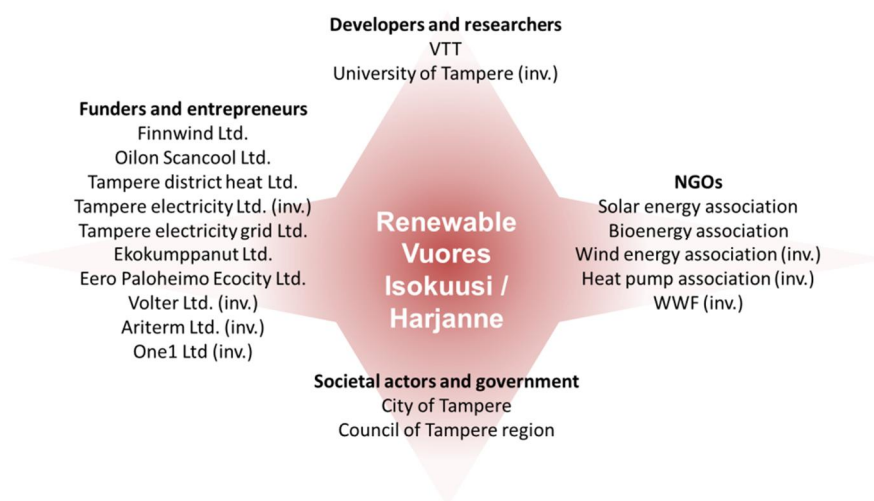 Developers and researchers
VTT
University of Tampere (inv.)
Funders and entrepreneurs
Finnwind Ltd.
Oilon Scancool Ltd.
Tampere district heat Ltd.
Tampere electricity Ltd. (inv.)
Tampere electricity grid Ltd.
Ekokumppanut Ltd.
Eero Paloheimo Ecocity Ltd.
Volter Ltd. (inv.)
Ariterm Ltd. (inv.)
One1 Ltd (inv.)
Renewable
Vuores
Isokuusi /
Harjanne
NGOs
Solar energy association
Bioenergy association
Wind energy association (inv.)
Heat pump association (inv.)
WWF (inv.)
Societal actors and government
City of Tampere
Council of Tampere region